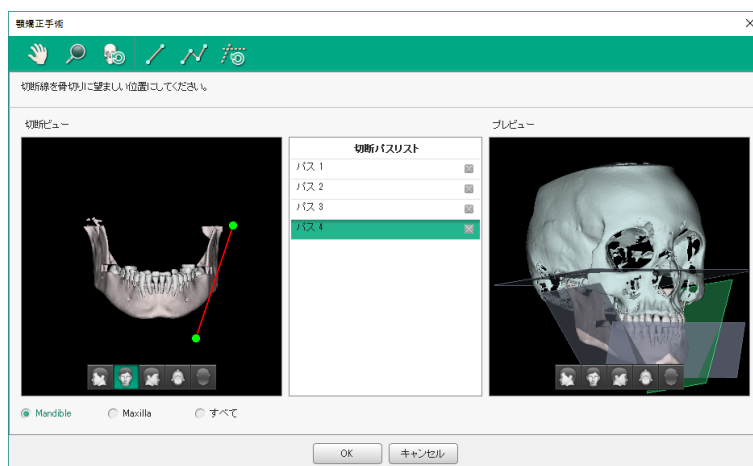 顎矯正手術
切断線を骨切りに望ましい位置にしてください。
切断ビュー
切断パスリスト
プレビュー
パス 1
パス 2
パス 3
パス 4
Mandible
Maxilla
すべて
OK
キャンセル